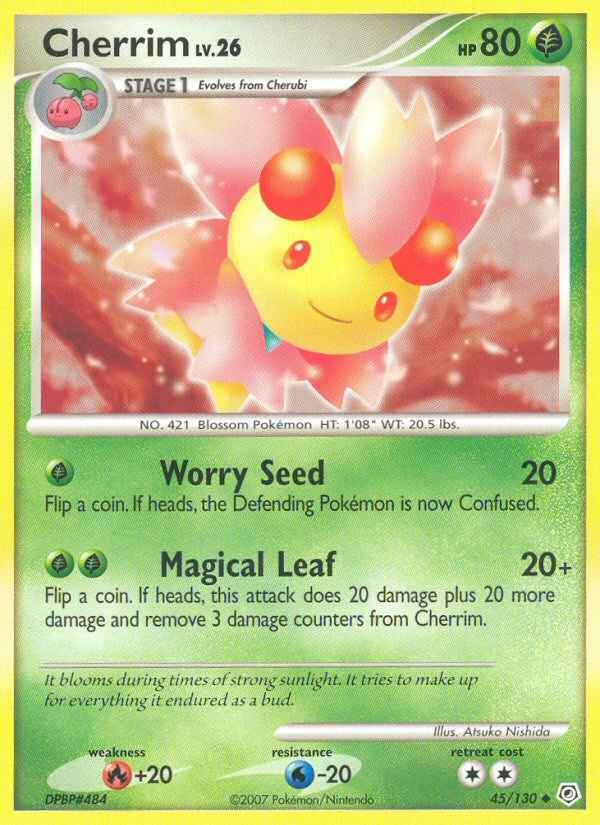 Cherrim LV.26 HP 80
STAGE 1 Evolves from Cherubi
NO. 421 Blossom Pokémon HT: 1'08" WT: 20.5 lbs.
Worry Seed 20
Flip a coin. If heads, the Defending Pokémon is now Confused.
Magical Leaf 20+
Flip a coin. If heads, this attack does 20 damage plus 20 more
damage and remove 3 damage counters from Cherrim.
It blooms during times of strong sunlight. It tries to make up
for everything it endured as a bud.
Illus. Atsuko Nishida
weakness resistance retreat cost
+20 -20
DPBP#484 ©2007 Pokémon/Nintendo 45/130